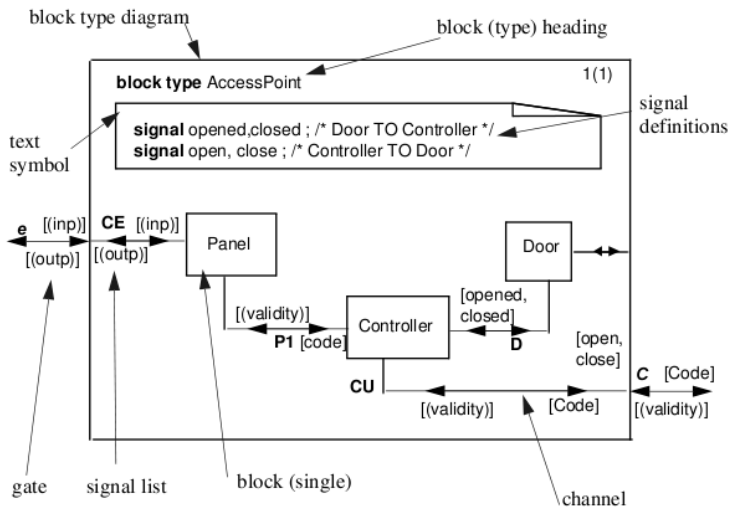 block type diagram
block (type) heading
1(1)
block type AccessPoint
signal
definitions
text
symbol
signal opened,closed ; /* Door TO Controller */
signal open, close ; /* Controller TO Door */
e
[(inp)]
CE
[(inp)]
[(outp)]
[(outp)]
Panel
Door
[(validity)]
P1
[code]
Controller
[opened,
closed]
D
[open,
close]
CU
[(validity)]
[Code]
C
[Code]
[(validity)]
gate
signal list
block (single)
channel